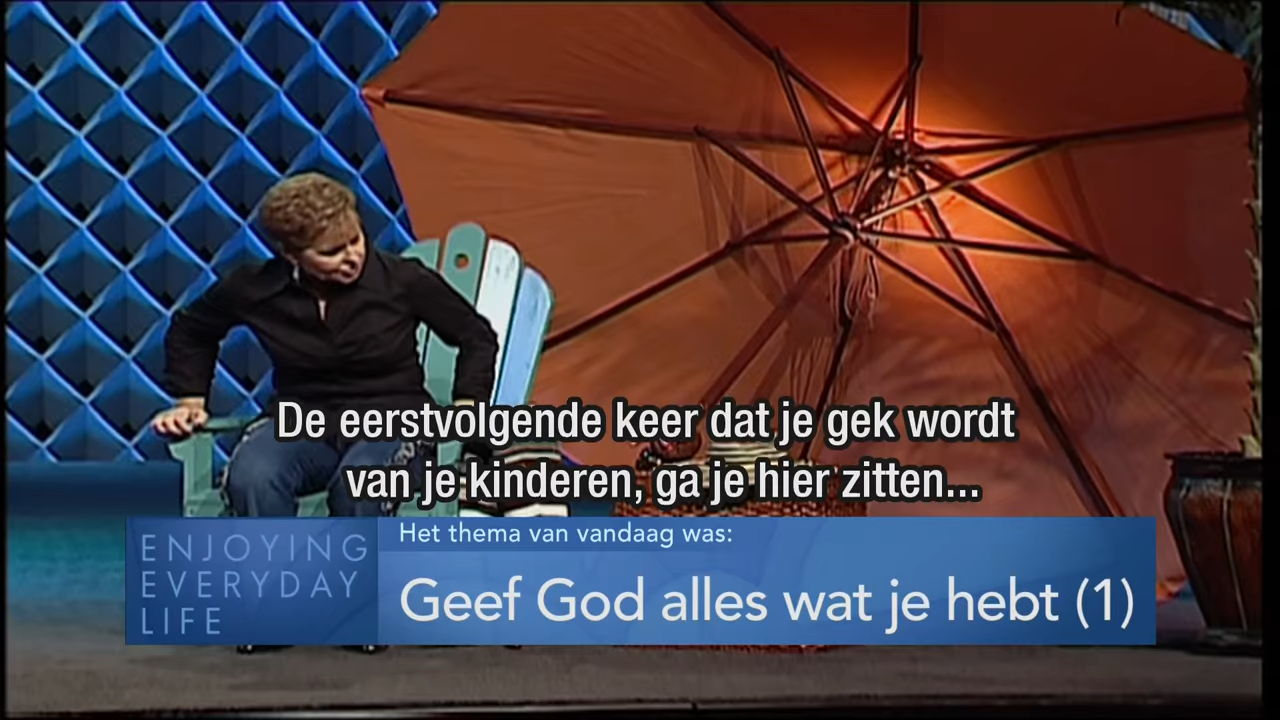 De eerstvolgende keer dat je gek wordt
van je kinderen, ga je hier zitten...
Het thema van vandaag was:
ENJOYING
EVERYDAY
LIFE
Geef God alles wat je hebt (1)